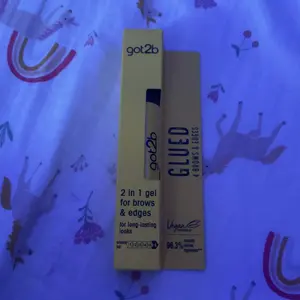 got2b
got2b
2 in 1 gel
for brows
& edges
for long-lasting
looks
GLUED
4 BROWS & EDGES
Vegan